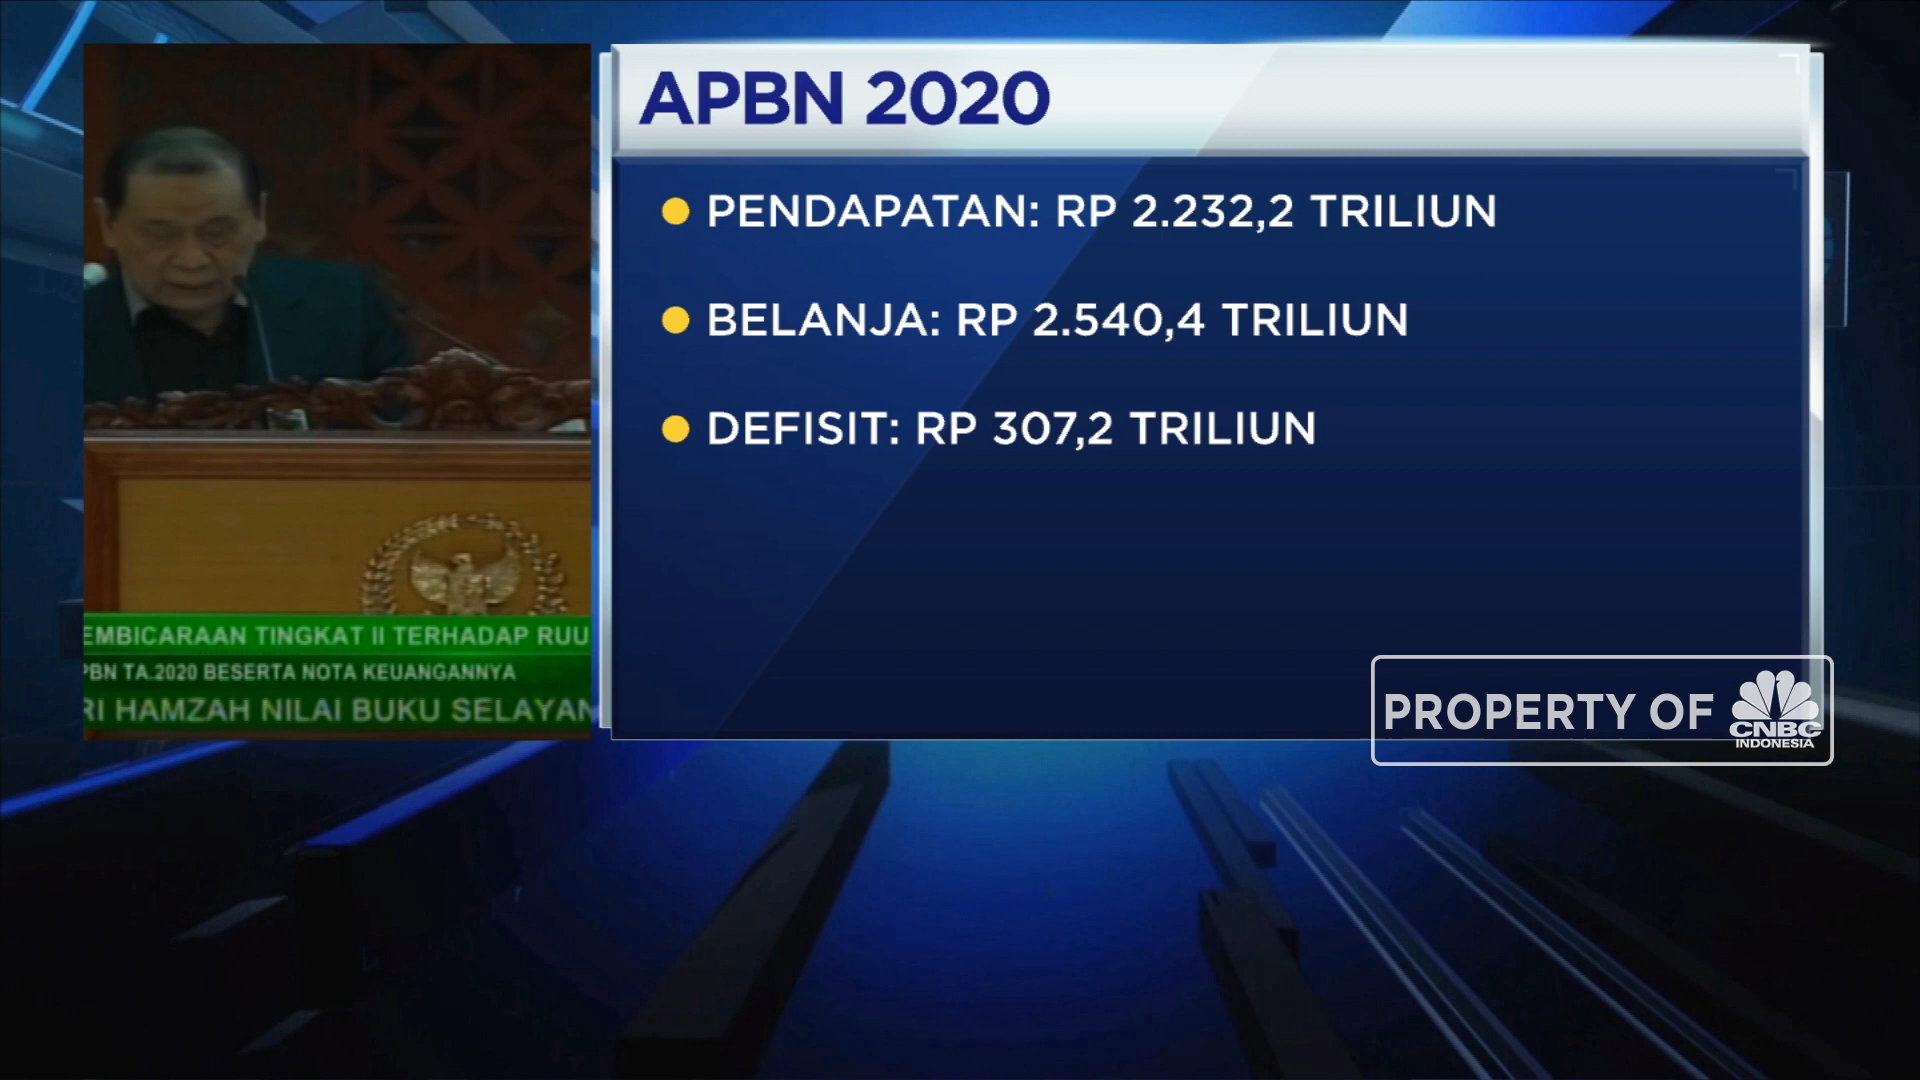 APBN 2020
PENDAPATAN: RP 2.232,2 TRILIUN
BELANJA: RP 2.540,4 TRILIUN
DEFISIT: RP 307,2 TRILIUN
EMBICARAAN TINGKAT II TERHADAP RUU
PBN TA.2020 BESERTA NOTA KEUANGANNYA
RI HAMZAH NILAI BUKU SELAYAN
PROPERTY OF
CNBC
INDONESIA